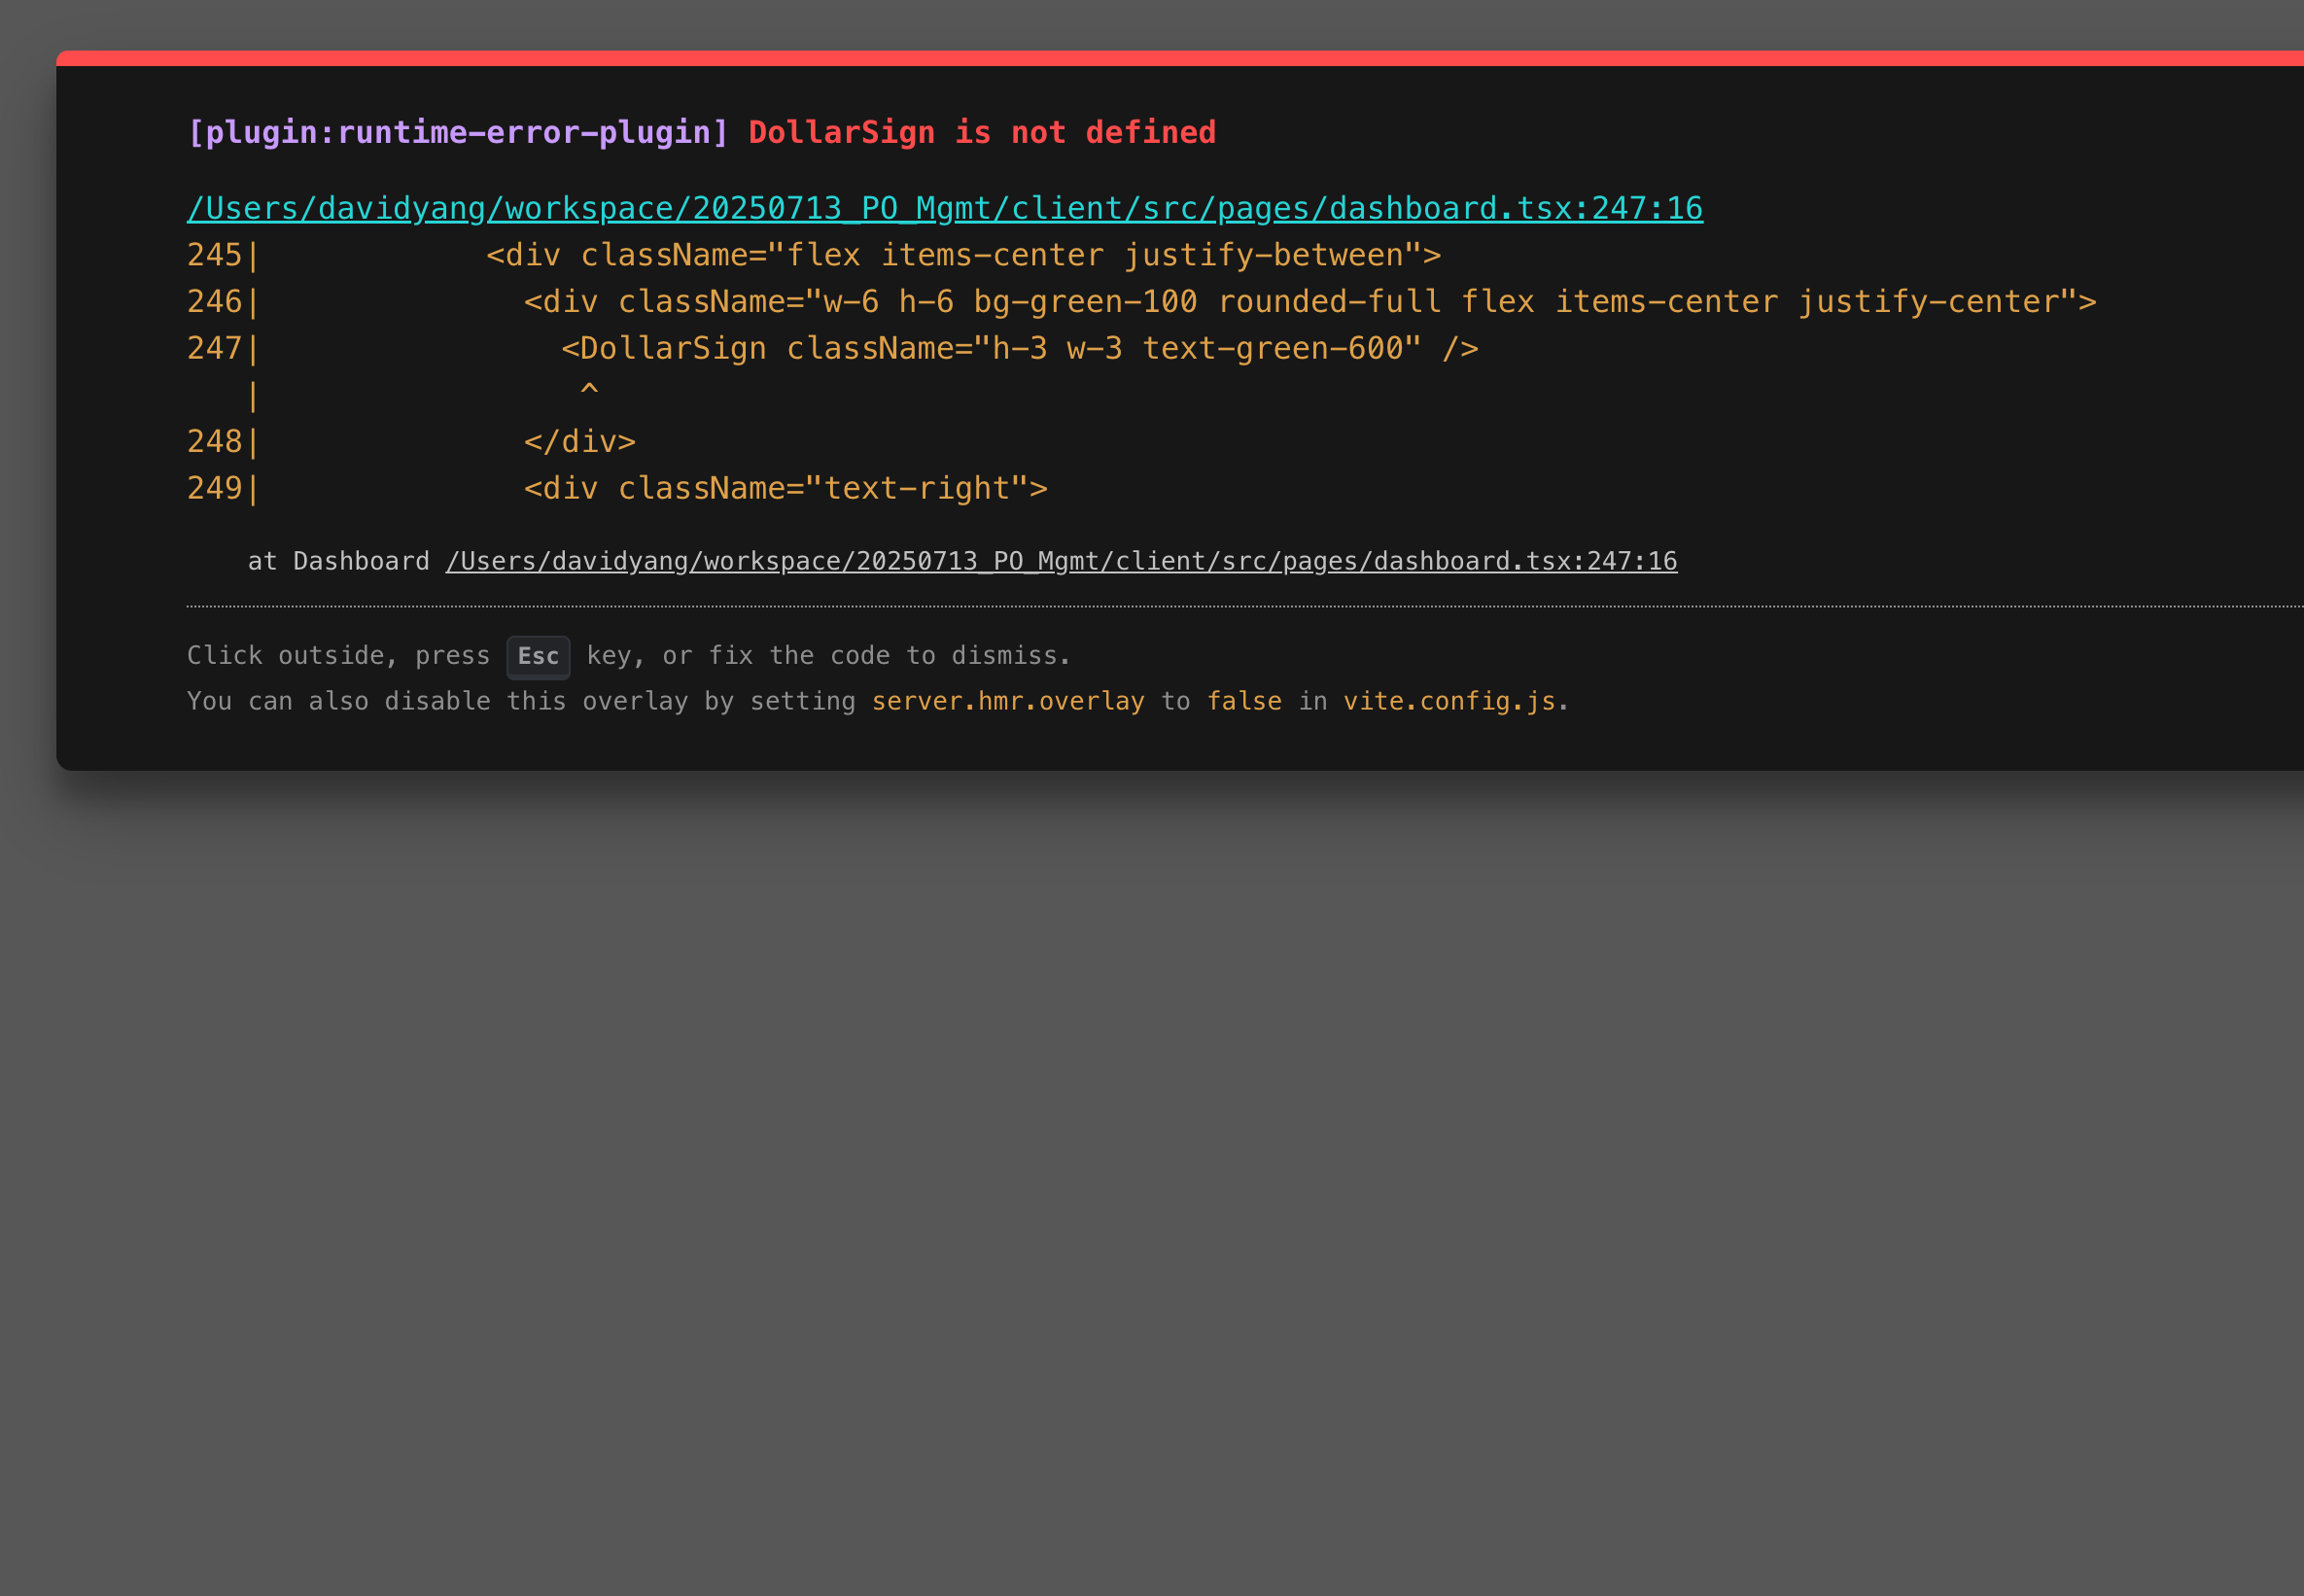 [plugin:runtime-error-plugin] DollarSign is not defined
/Users/davidyang/workspace/20250713_PO_Mgmt/client/src/pages/dashboard.tsx:247:16
245|            <div className="flex items-center justify-between">
246|              <div className="w-6 h-6 bg-green-100 rounded-full flex items-center justify-center">
247|                <DollarSign className="h-3 w-3 text-green-600" />
   |                 ^
248|              </div>
249|              <div className="text-right">
    at Dashboard /Users/davidyang/workspace/20250713_PO_Mgmt/client/src/pages/dashboard.tsx:247:16
Click outside, press Esc key, or fix the code to dismiss.
You can also disable this overlay by setting server.hmr.overlay to false in vite.config.js.